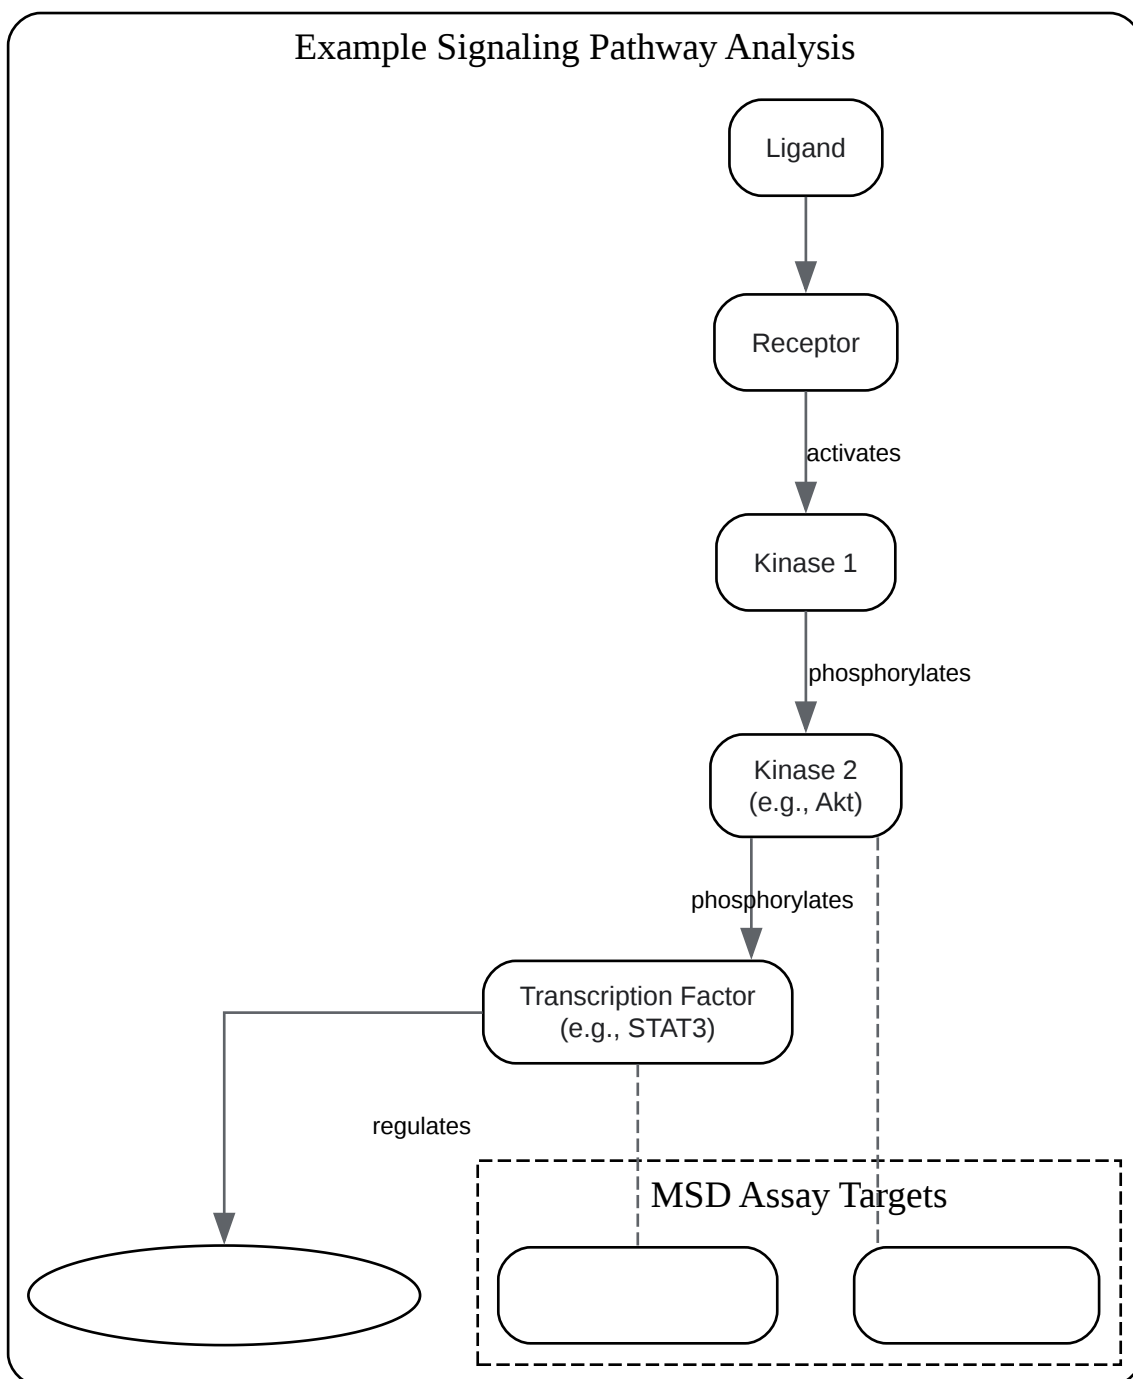 Example Signaling Pathway Analysis
Ligand
Receptor
activates
Kinase 1
phosphorylates
Kinase 2
(e.g., Akt)
phosphorylates
Transcription Factor
(e.g., STAT3)
regulates
MSD Assay Targets